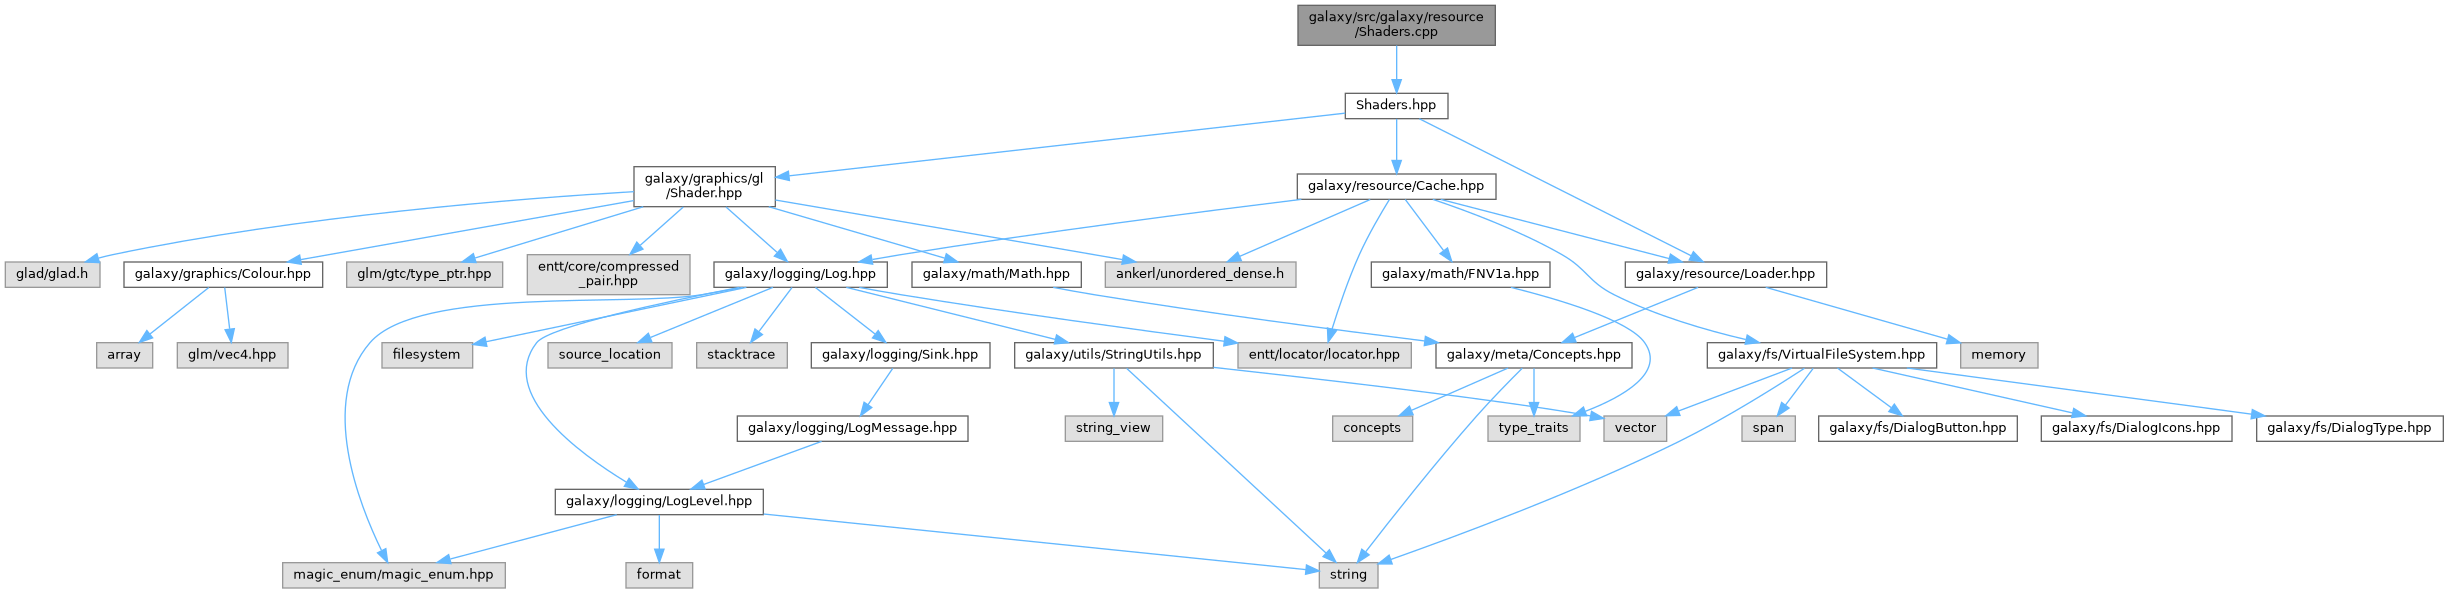 galaxy/src/galaxy/resource
/Shaders.cpp
Shaders.hpp
galaxy/graphics/gl
/Shader.hpp
galaxy/resource/Cache.hpp
glad/glad.h
galaxy/graphics/Colour.hpp
glm/gtc/type_ptr.hpp
entt/core/compressed
_pair.hpp
galaxy/logging/Log.hpp
galaxy/math/Math.hpp
ankerl/unordered_dense.h
galaxy/math/FNV1a.hpp
galaxy/resource/Loader.hpp
array
glm/vec4.hpp
filesystem
source_location
stacktrace
galaxy/logging/Sink.hpp
galaxy/utils/StringUtils.hpp
entt/locator/locator.hpp
galaxy/meta/Concepts.hpp
galaxy/fs/VirtualFileSystem.hpp
memory
galaxy/logging/LogMessage.hpp
string_view
concepts
type_traits
vector
span
galaxy/fs/DialogButton.hpp
galaxy/fs/DialogIcons.hpp
galaxy/fs/DialogType.hpp
galaxy/logging/LogLevel.hpp
magic_enum/magic_enum.hpp
format
string